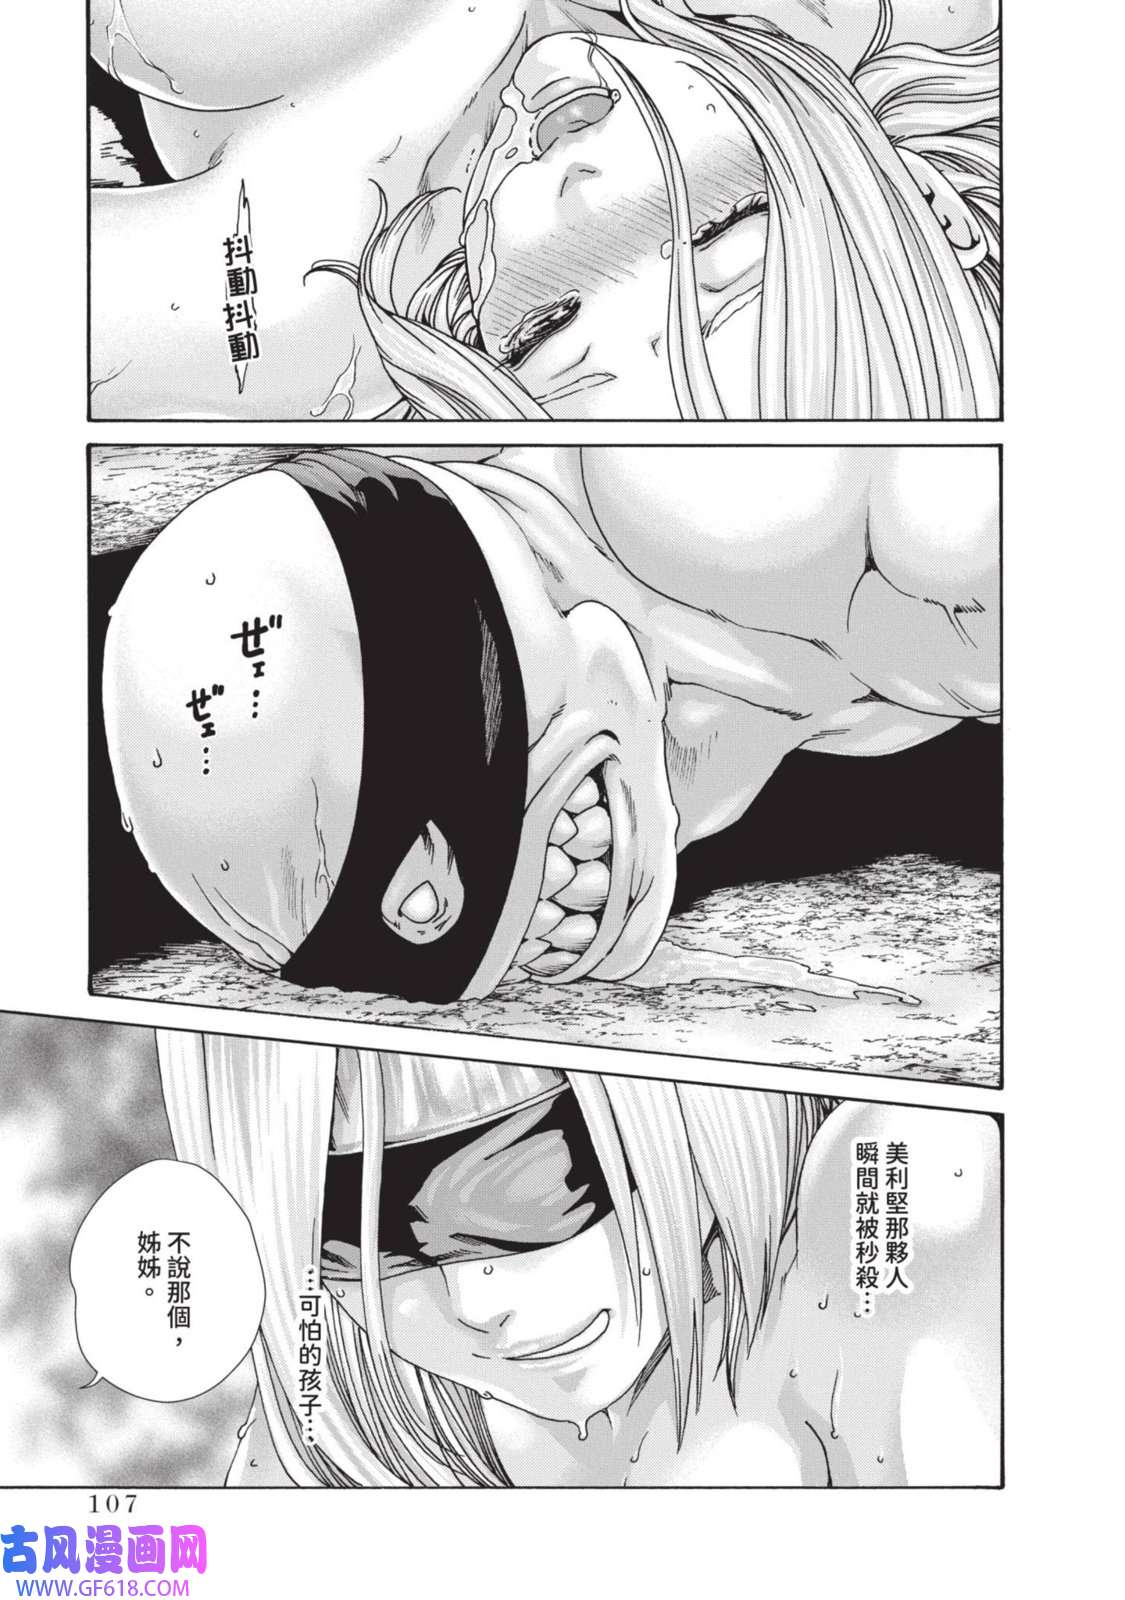 抖動抖動
ぜェ…
ぜェ…
美利堅那夥人
瞬間就被秒殺…
…可怕的孩子…
不說那個，
姊姊。
107
古风漫画网
WWW.GF618.COM